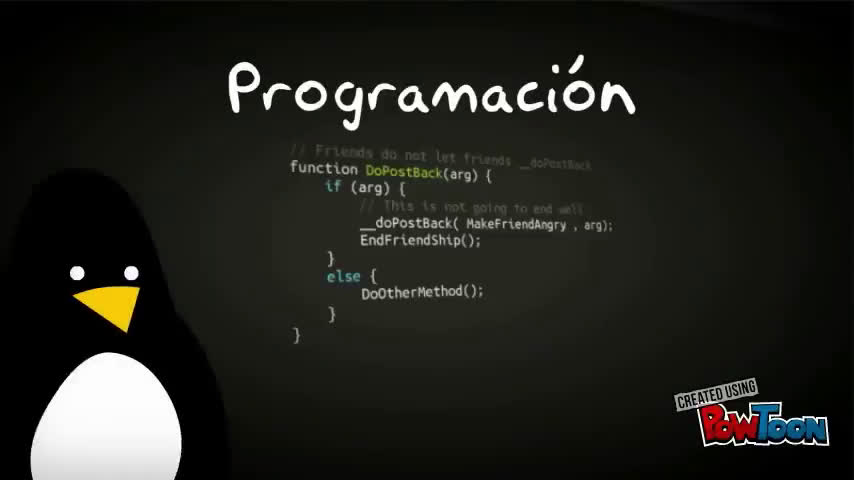 Programación
// Friends do not let friends __doPostBack
function DoPostBack(arg) {
if (arg) {
// This is not going to end well
__doPostBack( MakeFriendAngry , arg);
EndFriendShip();
}
else {
DoOtherMethod();
}
}
CREATED USING
POWTOON